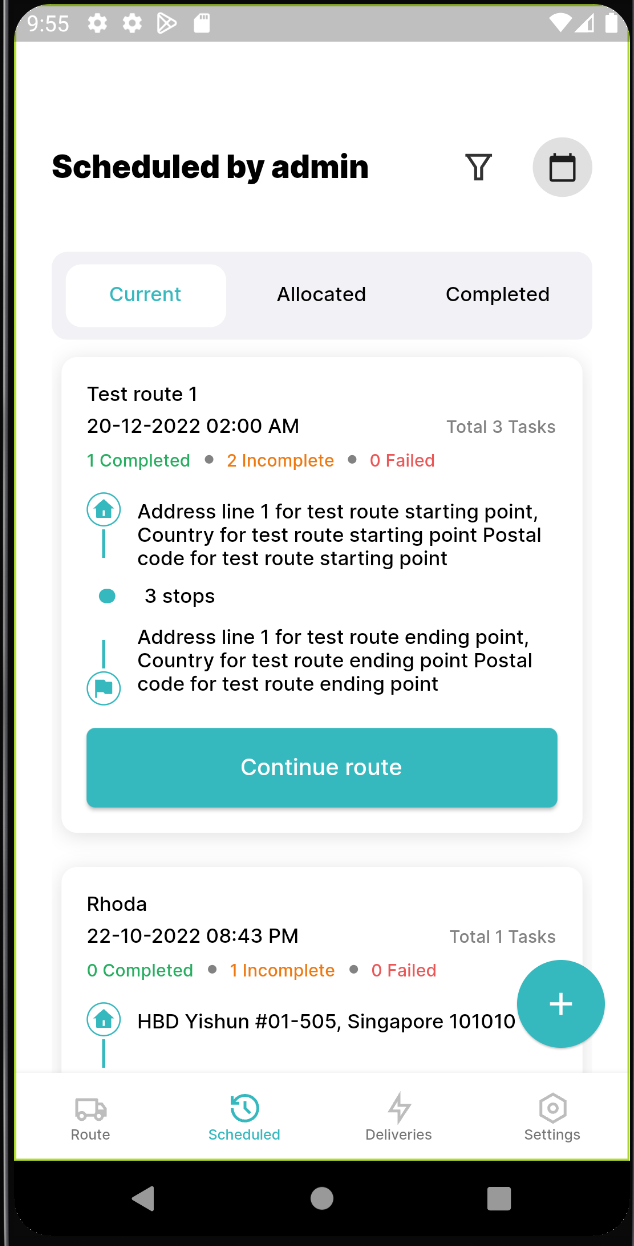 9:55
Scheduled by admin
Current Allocated Completed
Test route 1
20-12-2022 02:00 AM Total 3 Tasks
1 Completed ● 2 Incomplete ● 0 Failed
Address line 1 for test route starting point,
Country for test route starting point Postal
code for test route starting point
3 stops
Address line 1 for test route ending point,
Country for test route ending point Postal
code for test route ending point
Continue route
Rhoda
22-10-2022 08:43 PM Total 1 Tasks
0 Completed ● 1 Incomplete ● 0 Failed
HBD Yishun #01-505, Singapore 101010
+
Route Scheduled Deliveries Settings